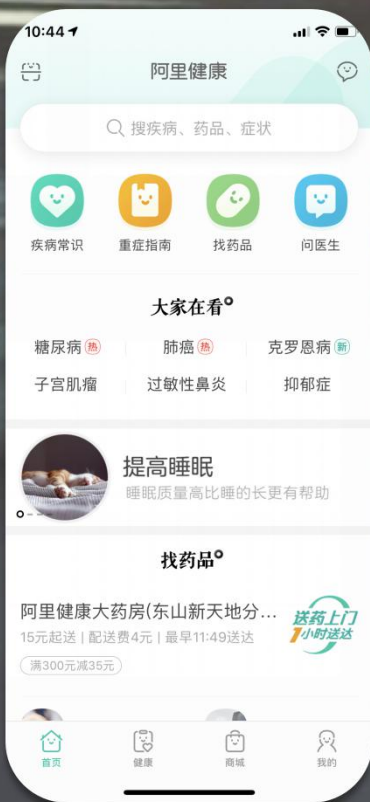 10:44
阿里健康
搜疾病、药品、症状
疾病常识 重症指南 找药品 问医生
大家在看
糖尿病 热 肺癌 热 克罗恩病 新
子宫肌瘤 过敏性鼻炎 抑郁症
提高睡眠
睡眠质量高比睡的长更有帮助
找药品
阿里健康大药房(东山新天地分...
15元起送 | 配送费4元 | 最早11:49送达
满300元减35元
送药上门
1小时送达
首页 健康 商城 我的